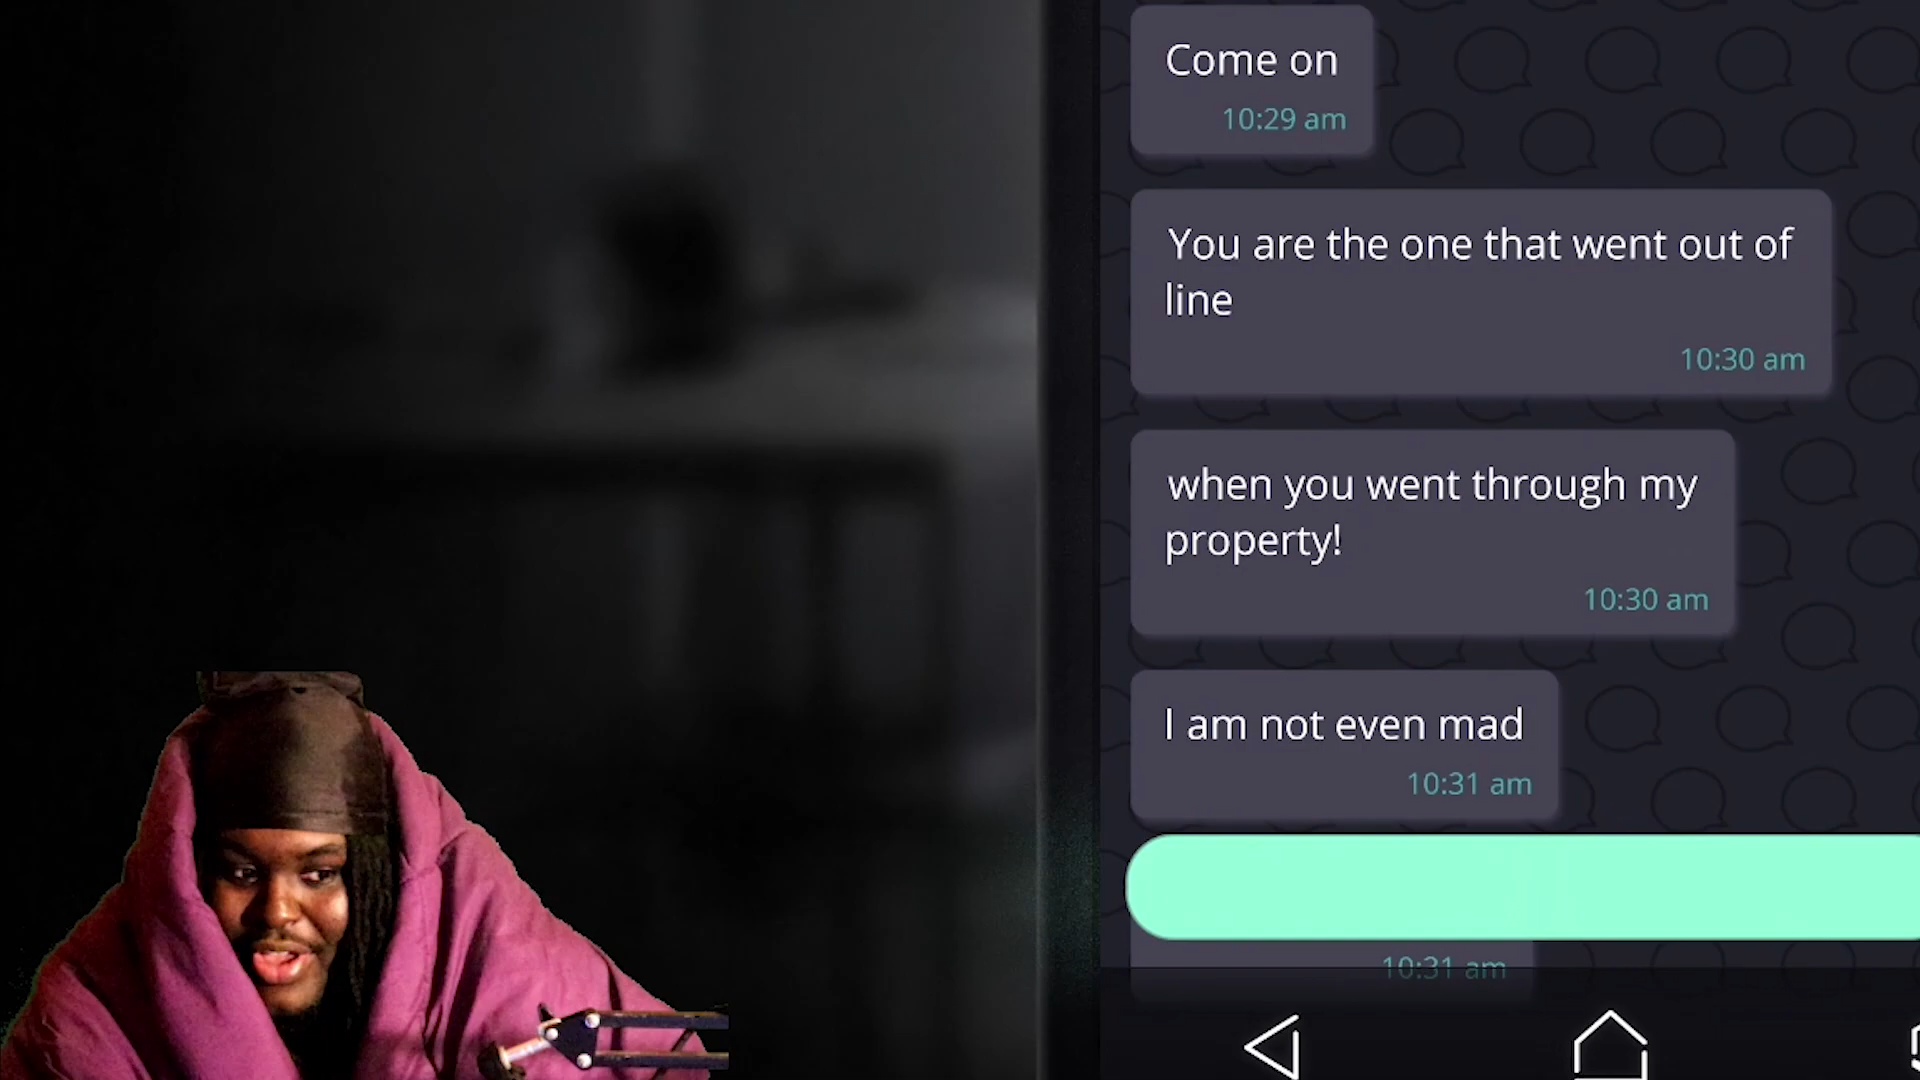 Come on
10:29 am
You are the one that went out of
line
10:30 am
when you went through my
property!
10:30 am
I am not even mad
10:31 am
10:31 am